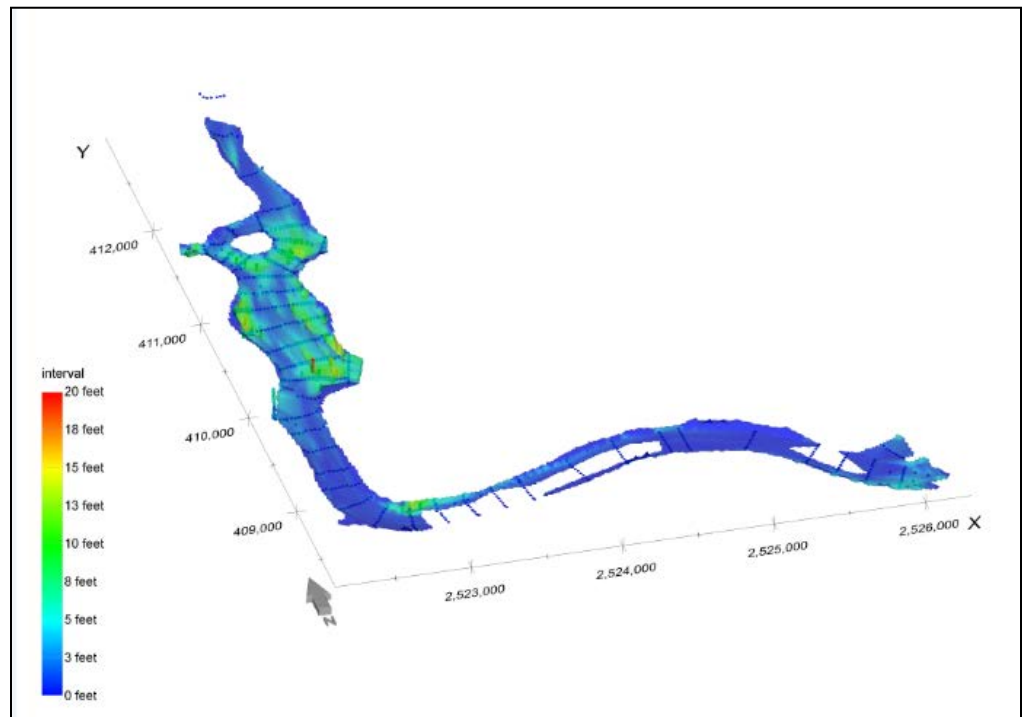 Y
412,000
411,000
interval
20 feet
18 feet
15 feet
13 feet
10 feet
8 feet
5 feet
3 feet
0 feet
410,000
409,000
N
2,523,000
2,524,000
2,525,000
2,526,000
X